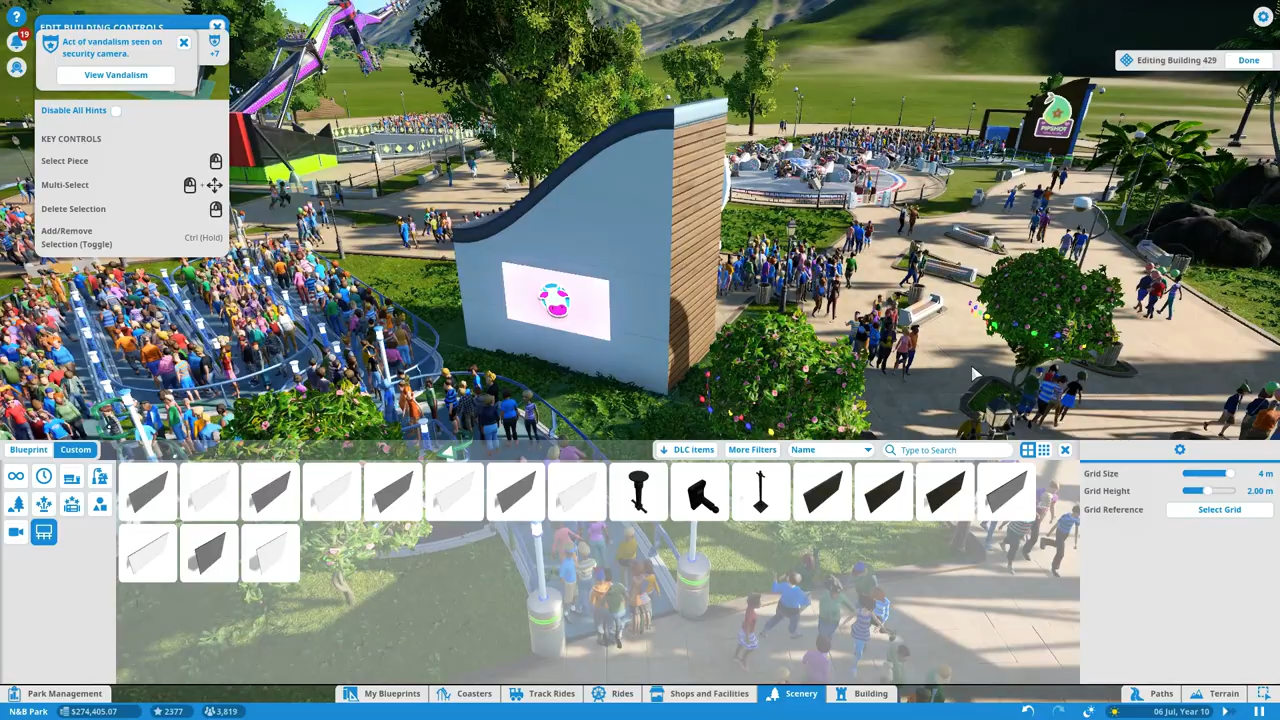 EDIT BUILDING CONTROLS
19
Act of vandalism seen on
security camera.
+7
View Vandalism
Disable All Hints
KEY CONTROLS
Select Piece
Multi-Select
+
Delete Selection
Add/Remove
Selection (Toggle)
Ctrl (Hold)
Editing Building 429
Done
PIPSHOT
Blueprint
Custom
DLC items
More Filters
Name
Type to Search
Grid Size
4 m
Grid Height
2.00 m
Grid Reference
Select Grid
Park Management
My Blueprints
Coasters
Track Rides
Rides
Shops and Facilities
Scenery
Building
Paths
Terrain
N&B Park
$274,405.07
2377
3,819
06 Jul, Year 10